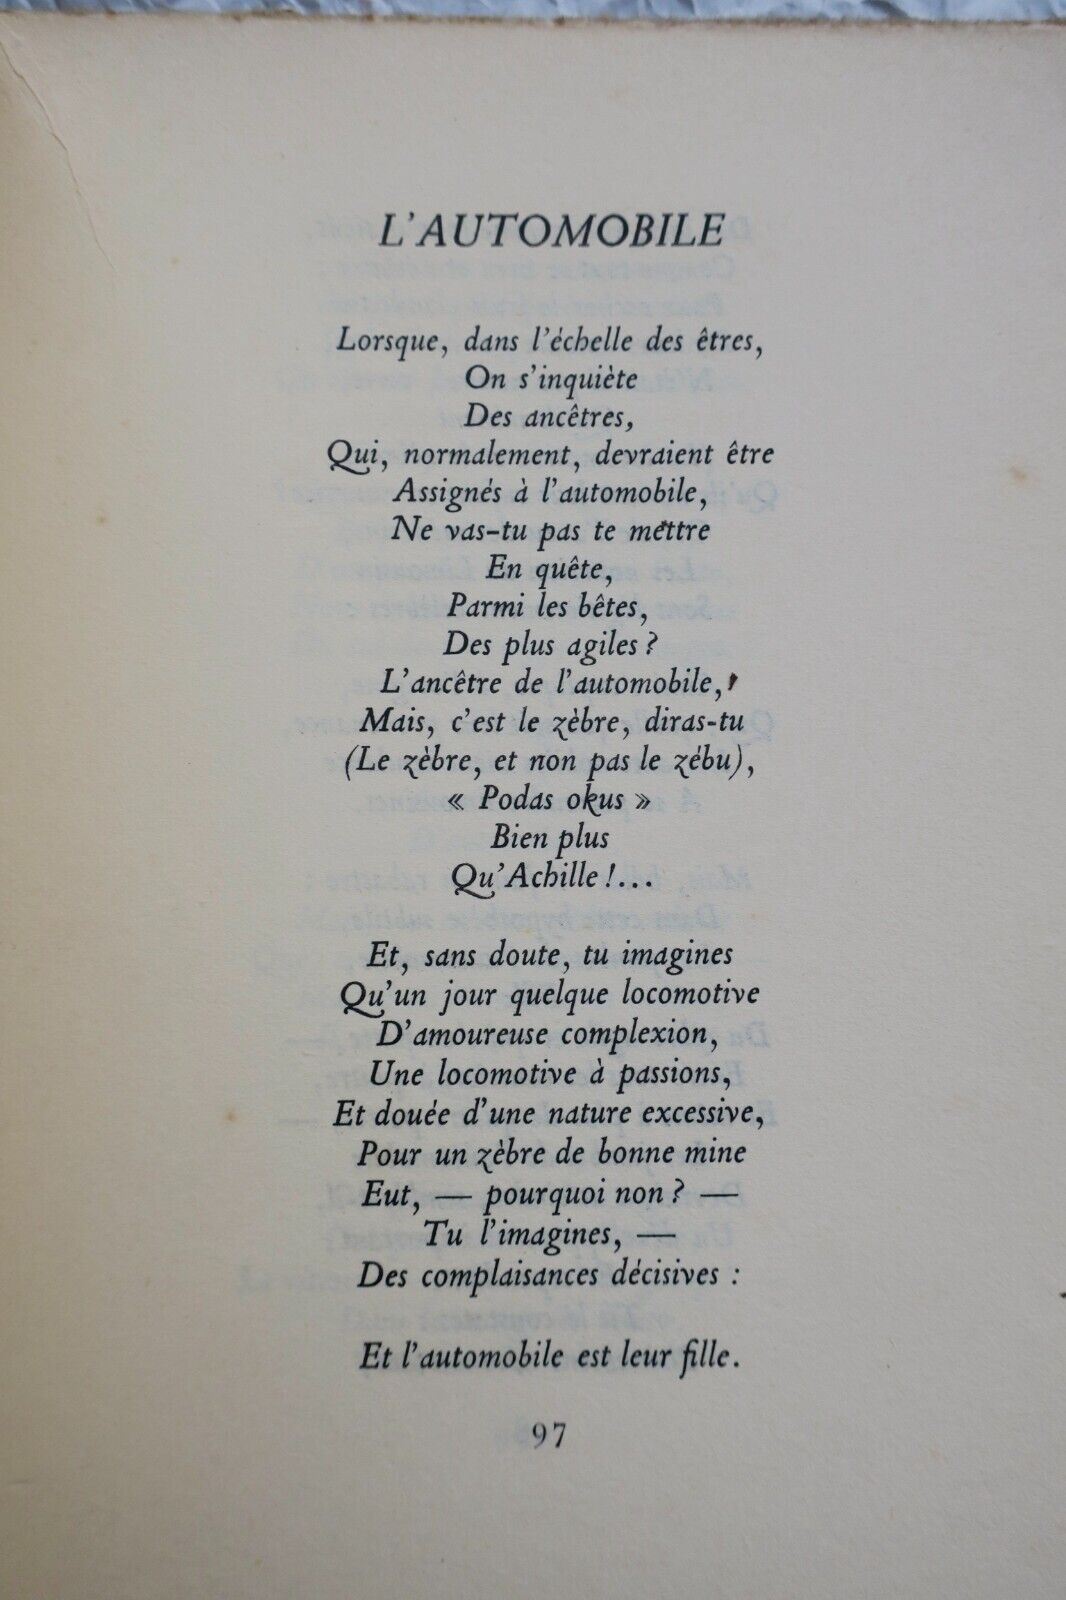 L'AUTOMOBILE
Lorsque, dans l'échelle des êtres,
On s'inquiète
Des ancêtres,
Qui, normalement, devraient être
Assignés à l'automobile,
Ne vas-tu pas te mettre
En quête,
Parmi les bêtes,
Des plus agiles ?
L'ancêtre de l'automobile,
Mais, c'est le zèbre, diras-tu
(Le zèbre, et non pas le zébu),
« Podas okus »
Bien plus
Qu'Achille !...
Et, sans doute, tu imagines
Qu'un jour quelque locomotive
D'amoureuse complexion,
Une locomotive à passions,
Et douée d'une nature excessive,
Pour un zèbre de bonne mine
Eut, — pourquoi non ? —
Tu l'imagines, —
Des complaisances décisives :
Et l'automobile est leur fille.
97